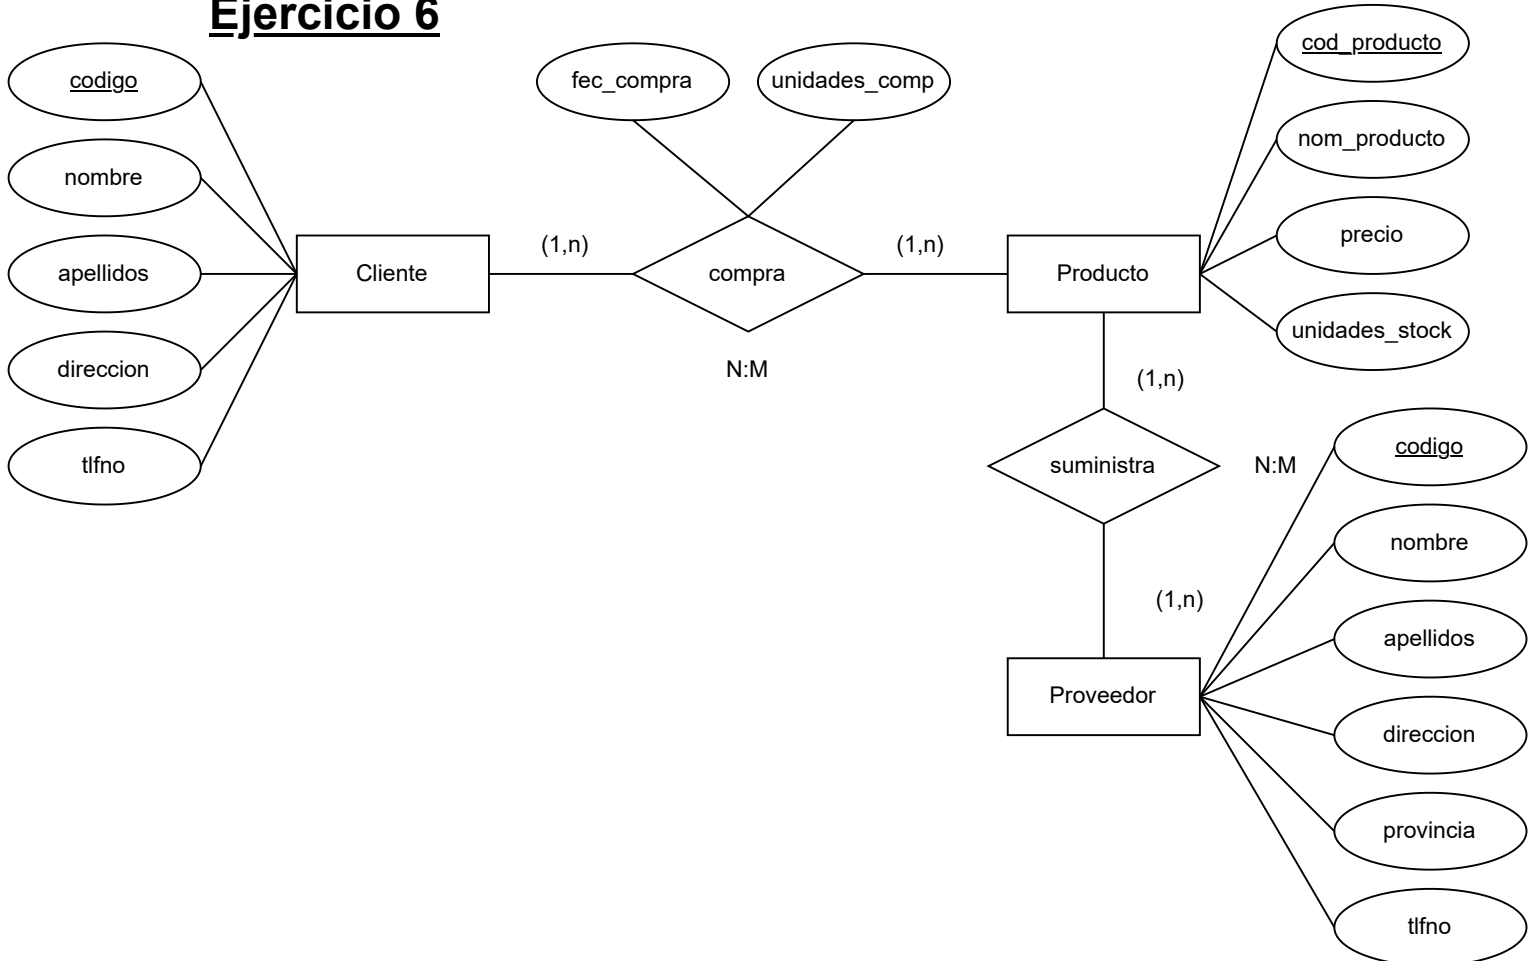 Ejercicio 6
codigo
nombre
apellidos
direccion
tlfno
Cliente
fec_compra
unidades_comp
(1,n)
compra
(1,n)
N:M
Producto
cod_producto
nom_producto
precio
unidades_stock
(1,n)
suministra
N:M
(1,n)
Proveedor
codigo
nombre
apellidos
direccion
provincia
tlfno